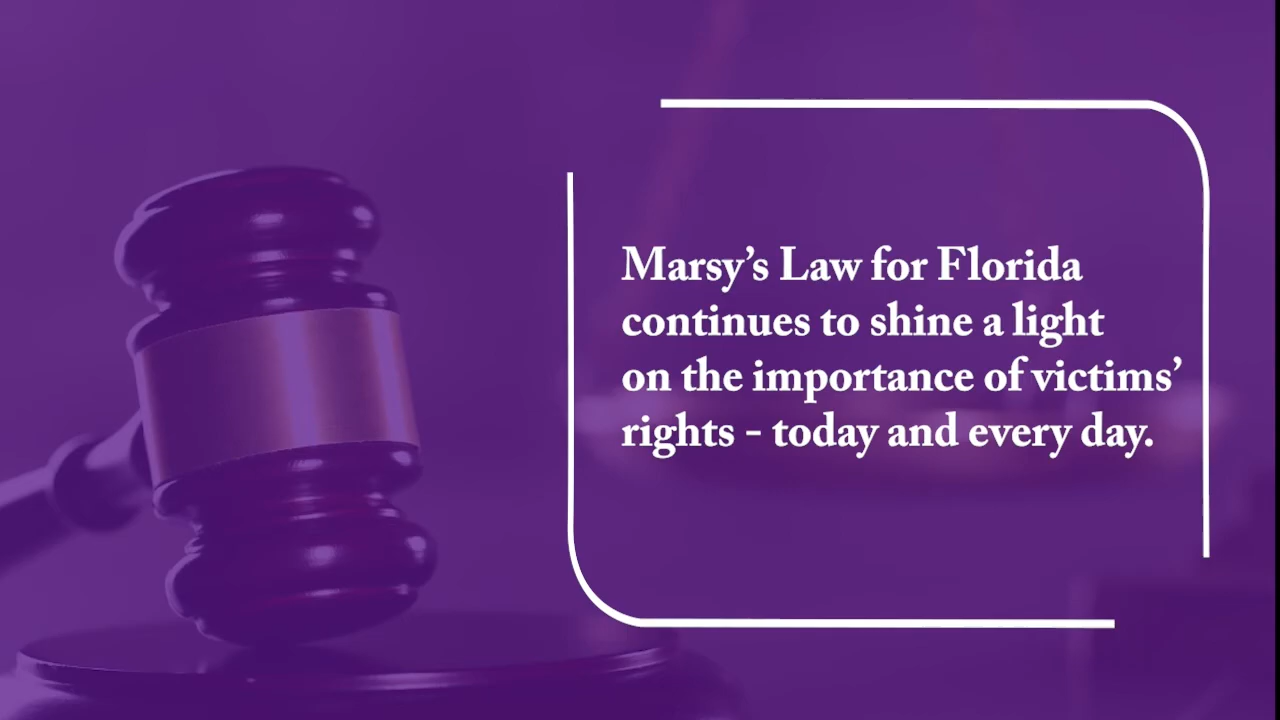 Marsy’s Law for Florida
continues to shine a light
on the importance of victims’
rights - today and every day.